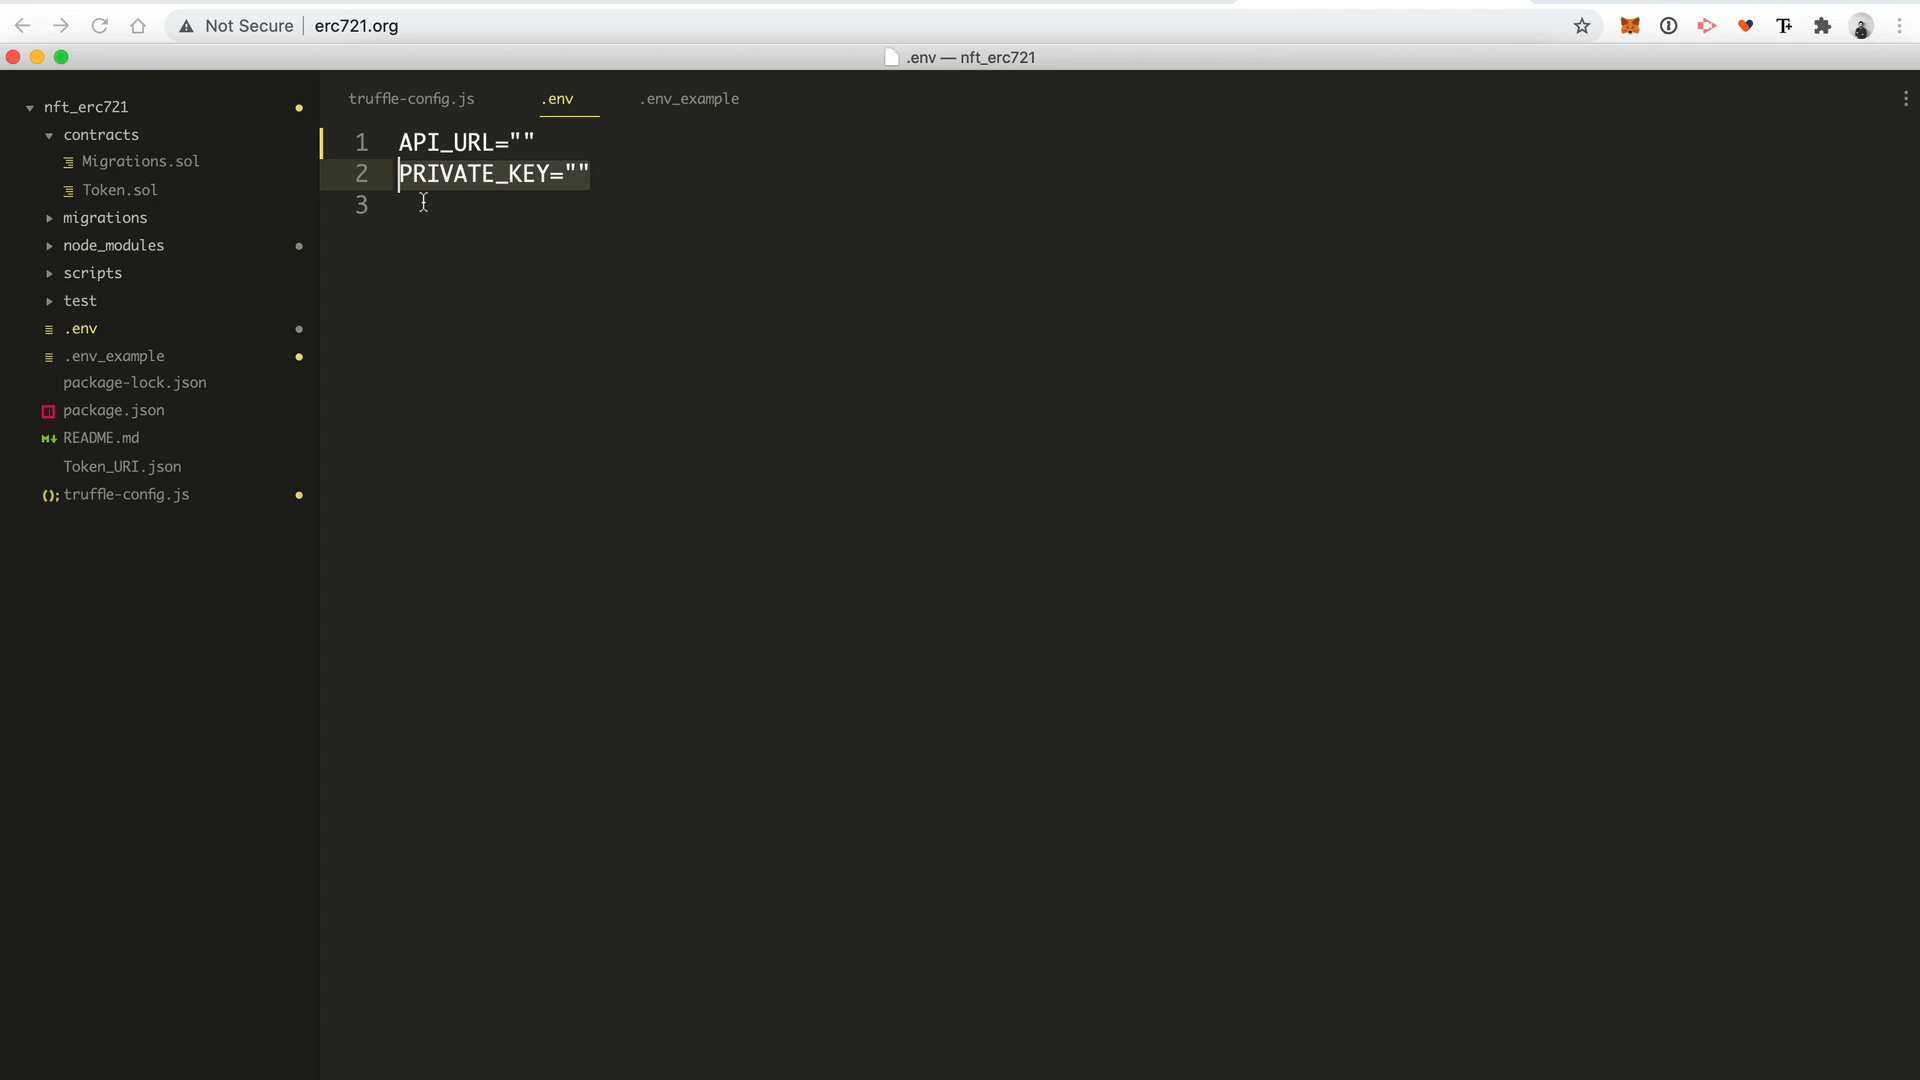 Not Secure erc721.org
.env — nft_erc721
nft_erc721
contracts
Migrations.sol
Token.sol
migrations
node_modules
scripts
test
.env
.env_example
package-lock.json
package.json
README.md
Token_URI.json
truffle-config.js
truffle-config.js .env .env_example
1 API_URL=""
2 PRIVATE_KEY=""
3